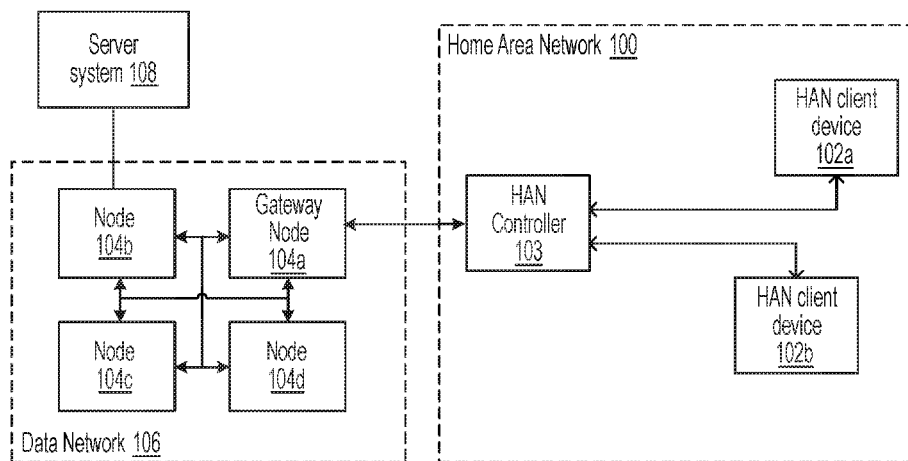 Server
system 108
Home Area Network 100
HAN client
device
102a
Node
104b
Gateway
Node
104a
HAN
Controller
103
HAN client
device
102b
Node
104c
Node
104d
Data Network 106